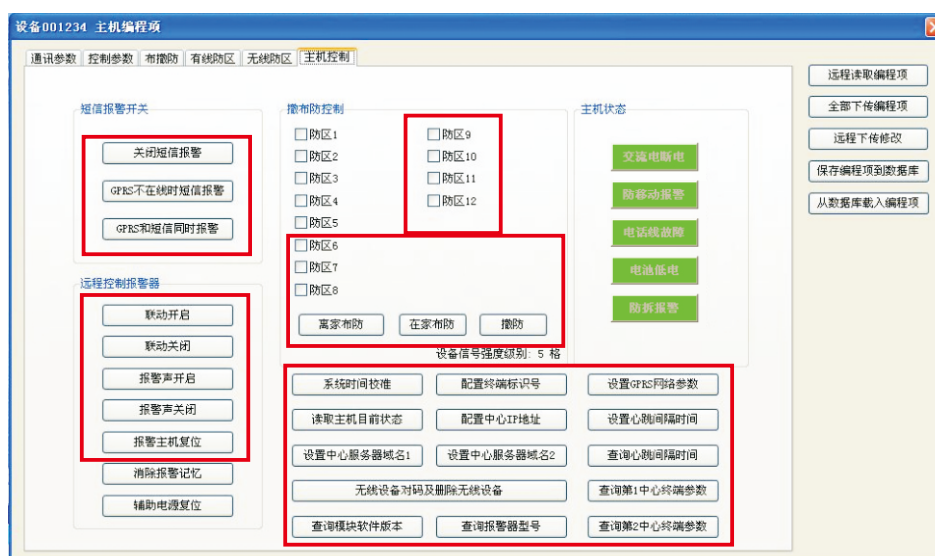 设备001234 主机编程项
通讯参数 控制参数 布撤防 有线防区 无线防区 主机控制
短信报警开关
关闭短信报警
GPRS不在线时短信报警
GPRS和短信同时报警
远程控制报警器
联动开启
联动关闭
报警声开启
报警声关闭
报警主机复位
消除报警记忆
辅助电源复位
撤布防控制
防区1 防区9
防区2 防区10
防区3 防区11
防区4 防区12
防区5
防区6
防区7
防区8
离家布防 在家布防 撤防
设备信号强度级别: 5 格
主机状态
交流电断电
防移动报警
电话线故障
电池低电
防拆报警
系统时间校准 配置终端标识号 设置GPRS网络参数
读取主机目前状态 配置中心IP地址 设置心跳间隔时间
设置中心服务器域名1 设置中心服务器域名2 查询心跳间隔时间
无线设备对码及删除无线设备 查询第1中心终端参数
查询模块软件版本 查询报警器型号 查询第2中心终端参数
远程读取编程项
全部下传编程项
远程下传修改
保存编程项到数据库
从数据库载入编程项